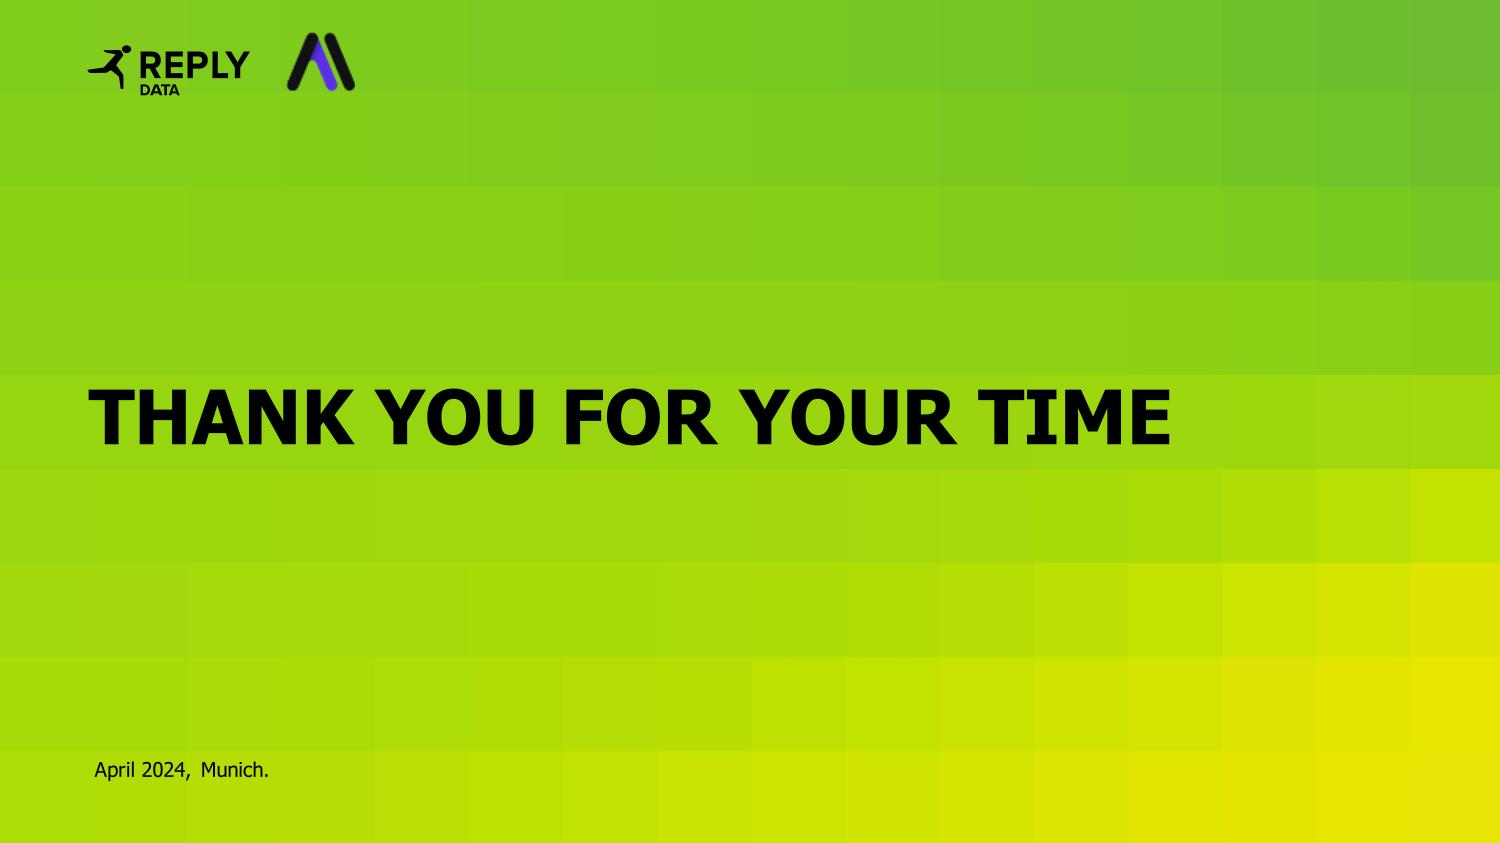 REPLY
DATA
THANK YOU FOR YOUR TIME
April 2024, Munich.